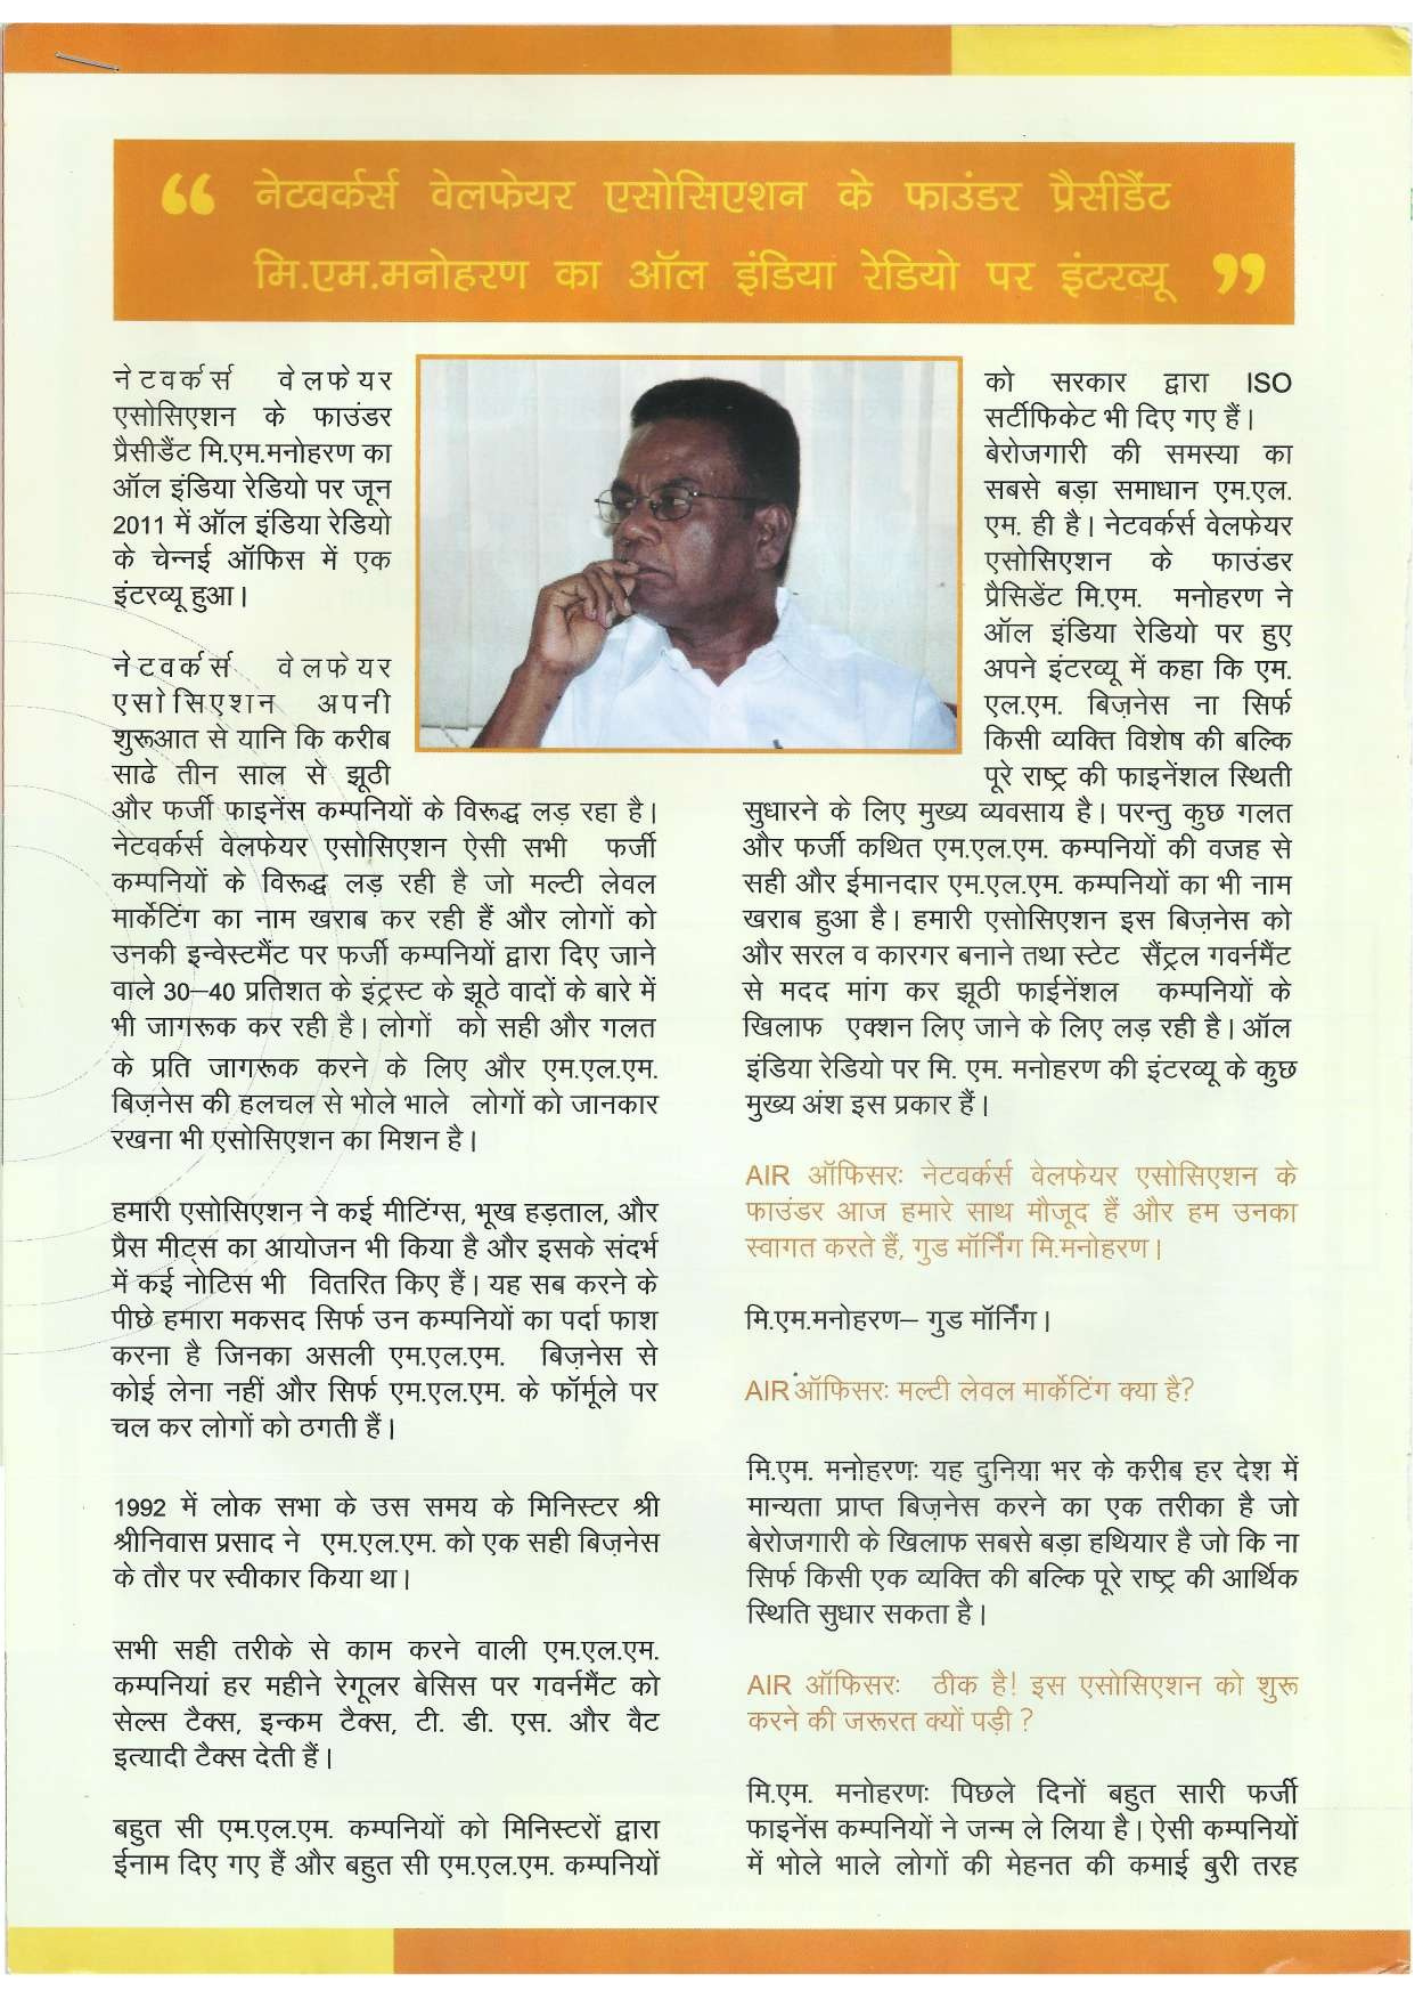 “ नेटवर्कर्स वेलफेयर एसोसिएशन के फाउंडर प्रैसीडैंट
मि.एम.मनोहरण का ऑल इंडिया रेडियो पर इंटरव्यू ”
नेटवर्कर्स वेलफेयर
एसोसिएशन के फाउंडर
प्रैसीडैंट मि.एम.मनोहरण का
ऑल इंडिया रेडियो पर जून
2011 में ऑल इंडिया रेडियो
के चेन्नई ऑफिस में एक
इंटरव्यू हुआ।
नेटवर्कर्स वेलफेयर
एसोसिएशन अपनी
शुरूआत से यानि कि करीब
साढे तीन साल से झूठी
और फर्जी फाइनेंस कम्पनियों के विरूद्ध लड़ रहा है।
नेटवर्कर्स वेलफेयर एसोसिएशन ऐसी सभी फर्जी
कम्पनियों के विरूद्ध लड़ रही है जो मल्टी लेवल
मार्केटिंग का नाम खराब कर रही हैं और लोगों को
उनकी इन्वेस्टमैंट पर फर्जी कम्पनियों द्वारा दिए जाने
वाले 30–40 प्रतिशत के इंट्रस्ट के झूठे वादों के बारे में
भी जागरूक कर रही है। लोगों को सही और गलत
के प्रति जागरूक करने के लिए और एम.एल.एम.
बिज़नेस की हलचल से भोले भाले लोगों को जानकार
रखना भी एसोसिएशन का मिशन है।
हमारी एसोसिएशन ने कई मीटिंग्स, भूख हड़ताल, और
प्रैस मीट्स का आयोजन भी किया है और इसके संदर्भ
में कई नोटिस भी वितरित किए हैं। यह सब करने के
पीछे हमारा मकसद सिर्फ उन कम्पनियों का पर्दा फाश
करना है जिनका असली एम.एल.एम. बिज़नेस से
कोई लेना नहीं और सिर्फ एम.एल.एम. के फॉर्मूले पर
चल कर लोगों को ठगती हैं।
1992 में लोक सभा के उस समय के मिनिस्टर श्री
श्रीनिवास प्रसाद ने एम.एल.एम. को एक सही बिज़नेस
के तौर पर स्वीकार किया था।
सभी सही तरीके से काम करने वाली एम.एल.एम.
कम्पनियां हर महीने रेगूलर बेसिस पर गवर्नमैंट को
सेल्स टैक्स, इन्कम टैक्स, टी. डी. एस. और वैट
इत्यादी टैक्स देती हैं।
बहुत सी एम.एल.एम. कम्पनियों को मिनिस्टरों द्वारा
ईनाम दिए गए हैं और बहुत सी एम.एल.एम. कम्पनियों
को सरकार द्वारा ISO
सर्टीफिकेट भी दिए गए हैं।
बेरोजगारी की समस्या का
सबसे बड़ा समाधान एम.एल.
एम. ही है। नेटवर्कर्स वेलफेयर
एसोसिएशन के फाउंडर
प्रैसिडेंट मि.एम. मनोहरण ने
ऑल इंडिया रेडियो पर हुए
अपने इंटरव्यू में कहा कि एम.
एल.एम. बिज़नेस ना सिर्फ
किसी व्यक्ति विशेष की बल्कि
पूरे राष्ट्र की फाइनेंशल स्थिती
सुधारने के लिए मुख्य व्यवसाय है। परन्तु कुछ गलत
और फर्जी कथित एम.एल.एम. कम्पनियों की वजह से
सही और ईमानदार एम.एल.एम. कम्पनियों का भी नाम
खराब हुआ है। हमारी एसोसिएशन इस बिज़नेस को
और सरल व कारगर बनाने तथा स्टेट सैंट्रल गवर्नमैंट
से मदद मांग कर झूठी फाईनेंशल कम्पनियों के
खिलाफ एक्शन लिए जाने के लिए लड़ रही है। ऑल
इंडिया रेडियो पर मि. एम. मनोहरण की इंटरव्यू के कुछ
मुख्य अंश इस प्रकार हैं।
AIR ऑफिसरः नेटवर्कर्स वेलफेयर एसोसिएशन के
फाउंडर आज हमारे साथ मौजूद हैं और हम उनका
स्वागत करते हैं, गुड मॉर्निंग मि.मनोहरण।
मि.एम.मनोहरण– गुड मॉर्निंग।
AIR ऑफिसरः मल्टी लेवल मार्केटिंग क्या है?
मि.एम. मनोहरणः यह दुनिया भर के करीब हर देश में
मान्यता प्राप्त बिज़नेस करने का एक तरीका है जो
बेरोजगारी के खिलाफ सबसे बड़ा हथियार है जो कि ना
सिर्फ किसी एक व्यक्ति की बल्कि पूरे राष्ट्र की आर्थिक
स्थिति सुधार सकता है।
AIR ऑफिसरः ठीक है! इस एसोसिएशन को शुरू
करने की जरूरत क्यों पड़ी ?
मि.एम. मनोहरणः पिछले दिनों बहुत सारी फर्जी
फाइनेंस कम्पनियों ने जन्म ले लिया है। ऐसी कम्पनियों
में भोले भाले लोगों की मेहनत की कमाई बुरी तरह